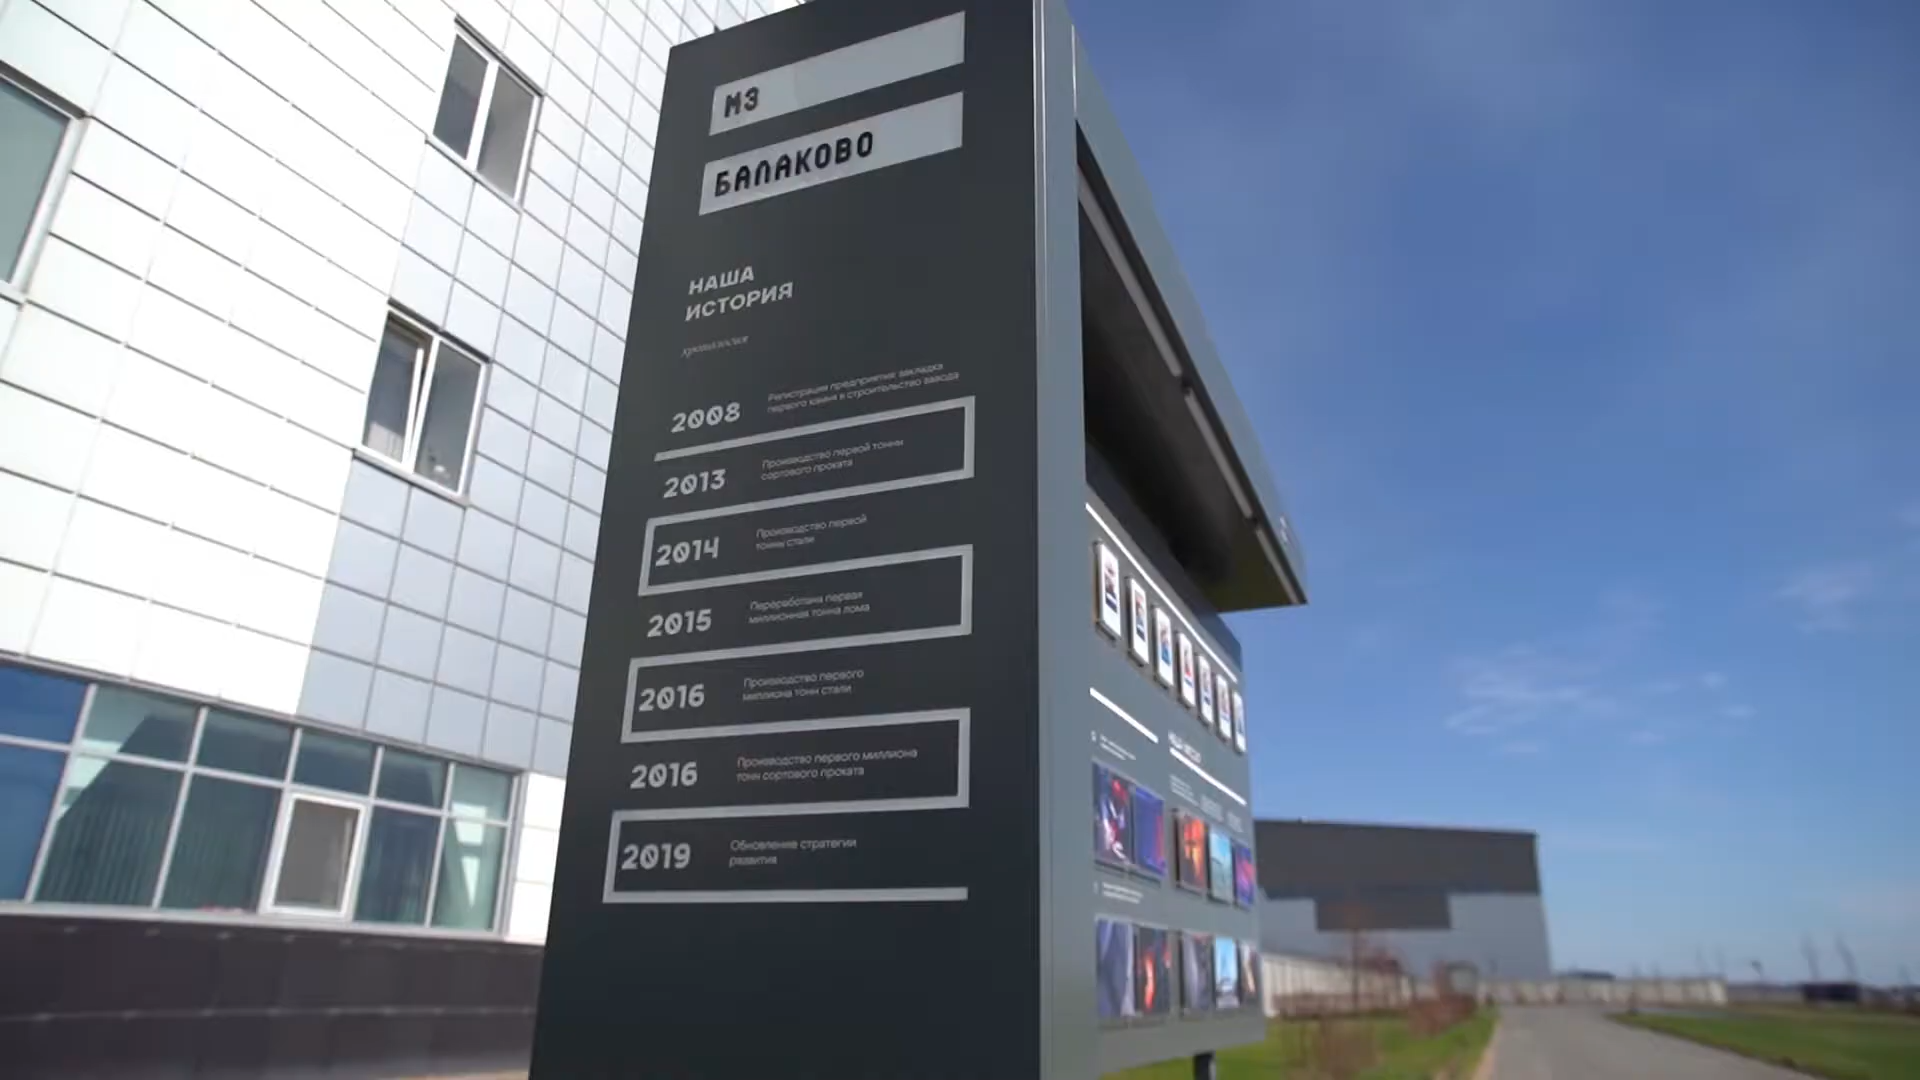 МЗ
БАЛАКОВО
НАША
ИСТОРИЯ
хронология
2008
Регистрация предприятия: закладка
первого камня в строительство завода
2013
Производство первой тонны
сортового проката
2014
Производство первой
тонны стали
2015
Переработана первая
миллионная тонна лома
2016
Производство первого
миллиона тонн стали
2016
Производство первого миллиона
тонн сортового проката
2019
Обновление стратегии
развития